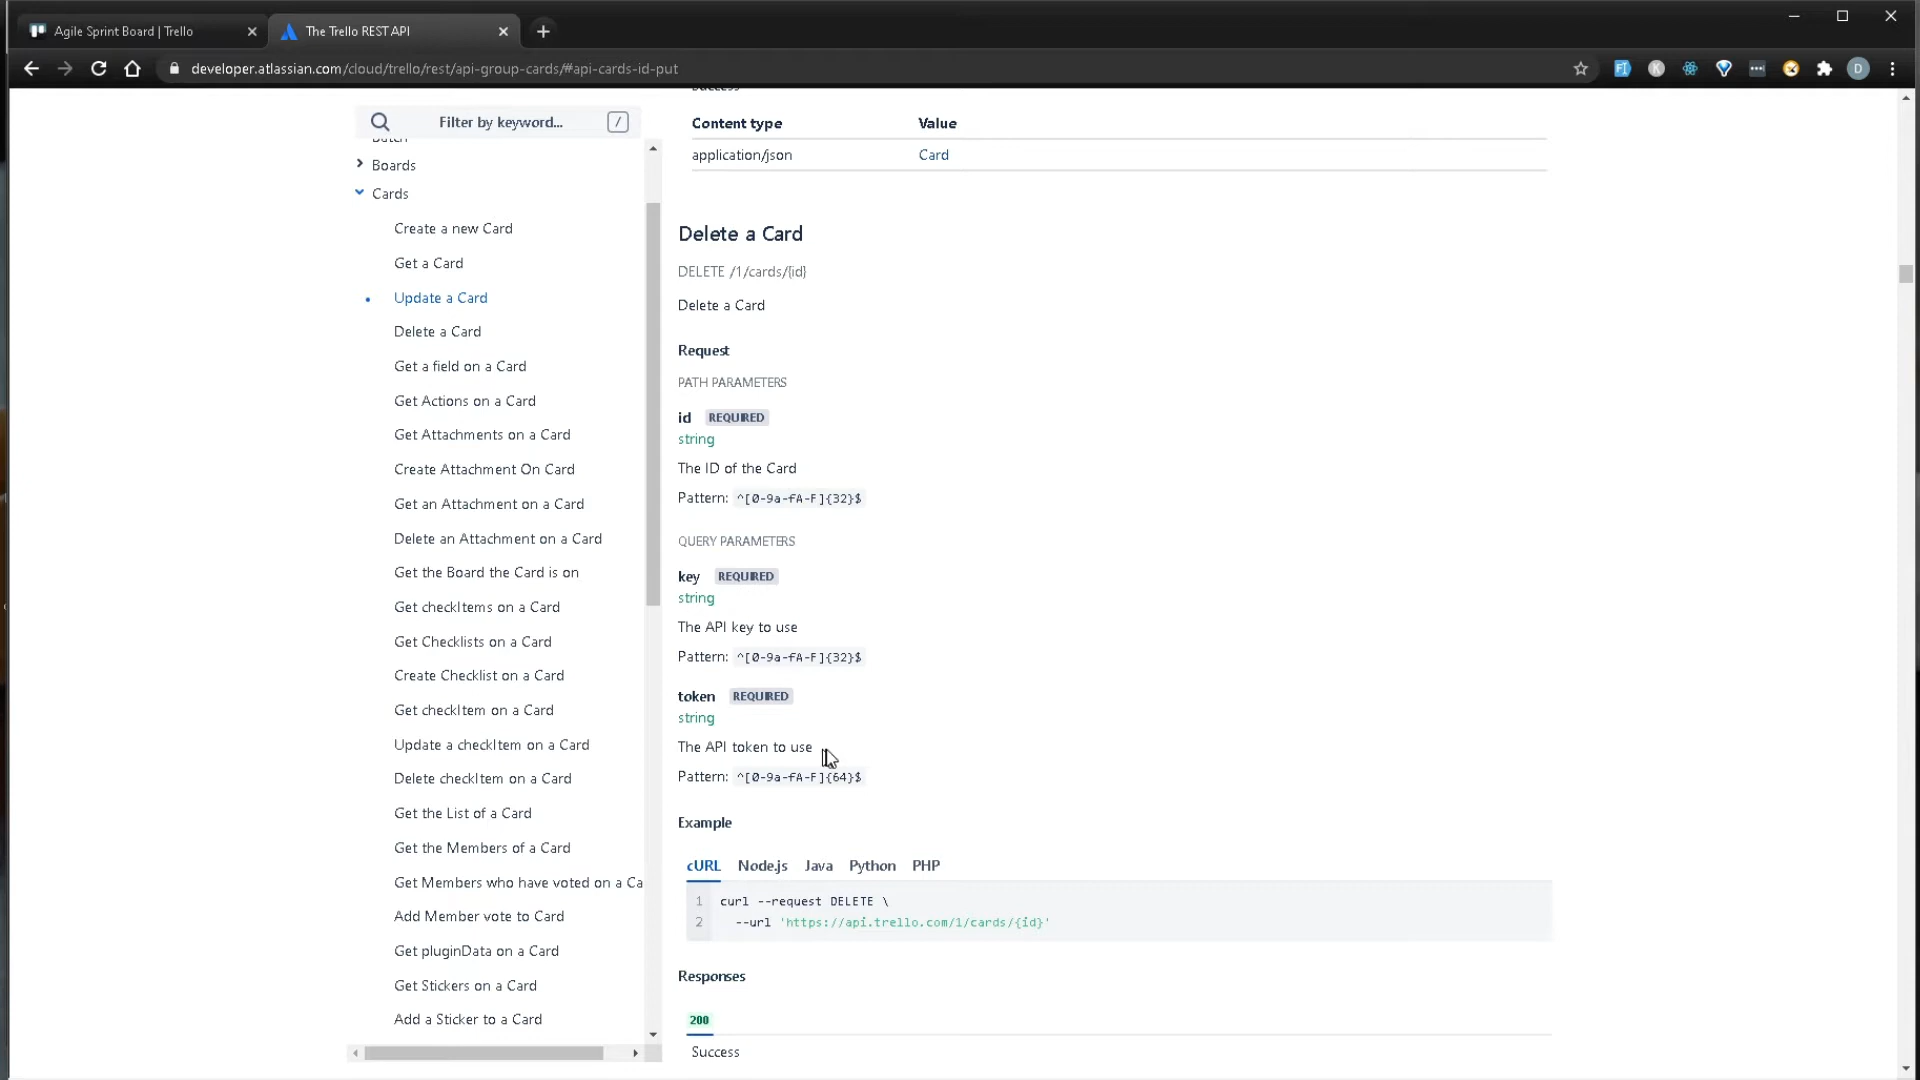 Agile Sprint Board | Trello
The Trello REST API
developer.atlassian.com/cloud/trello/rest/api-group-cards/#api-cards-id-put
D
Filter by keyword...
/
Batch
Boards
Cards
Create a new Card
Get a Card
Update a Card
Delete a Card
Get a field on a Card
Get Actions on a Card
Get Attachments on a Card
Create Attachment On Card
Get an Attachment on a Card
Delete an Attachment on a Card
Get the Board the Card is on
Get checkItems on a Card
Get Checklists on a Card
Create Checklist on a Card
Get checkItem on a Card
Update a checkItem on a Card
Delete checkItem on a Card
Get the List of a Card
Get the Members of a Card
Get Members who have voted on a Ca
Add Member vote to Card
Get pluginData on a Card
Get Stickers on a Card
Add a Sticker to a Card
Success
Content type Value
application/json Card
Delete a Card
DELETE /1/cards/{id}
Delete a Card
Request
PATH PARAMETERS
id REQUIRED
string
The ID of the Card
Pattern: ^[0-9a-fA-F]{32}$
QUERY PARAMETERS
key REQUIRED
string
The API key to use
Pattern: ^[0-9a-fA-F]{32}$
token REQUIRED
string
The API token to use
Pattern: ^[0-9a-fA-F]{64}$
Example
cURL Node.js Java Python PHP
1 curl --request DELETE \
2 --url 'https://api.trello.com/1/cards/{id}'
Responses
200
Success